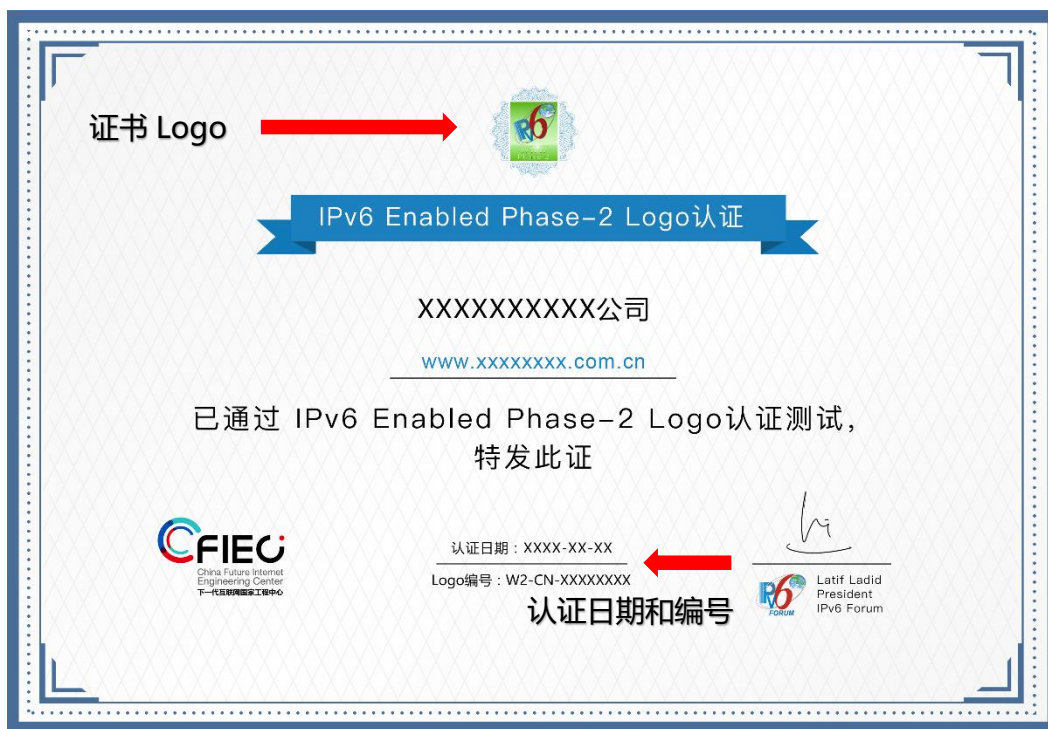 证书 Logo
IPv6
IPv6 Enabled Phase-2 Logo认证
XXXXXXXXXX公司
www.xxxxxxxx.com.cn
已通过 IPv6 Enabled Phase-2 Logo认证测试,
特发此证
CFIEC
China Future Internet
Engineering Center
下一代互联网国家工程中心
认证日期：XXXX-XX-XX
Logo编号：W2-CN-XXXXXXXX
认证日期和编号
IPv6
FORUM
Latif Ladid
President
IPv6 Forum